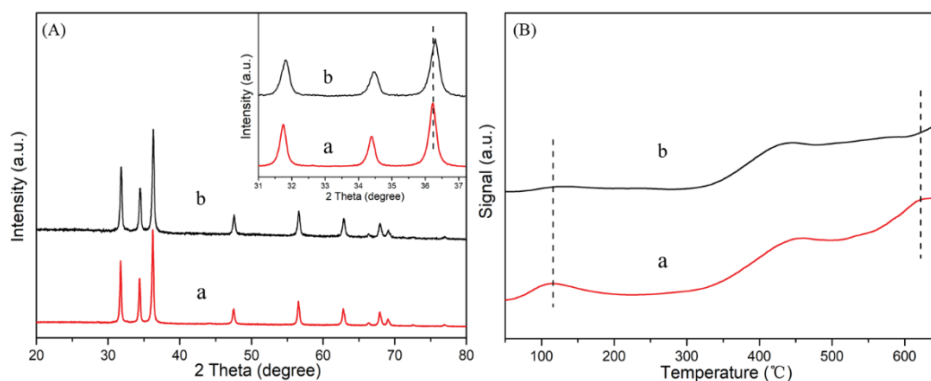 (A)
Intensity (a.u.)
b
a
20 30 40 50 60 70 80
2 Theta (degree)
Intensity (a.u.)
b
a
31 32 33 34 35 36 37
2 Theta (degree)
(B)
Signal (a.u.)
b
a
100 200 300 400 500 600
Temperature (℃)